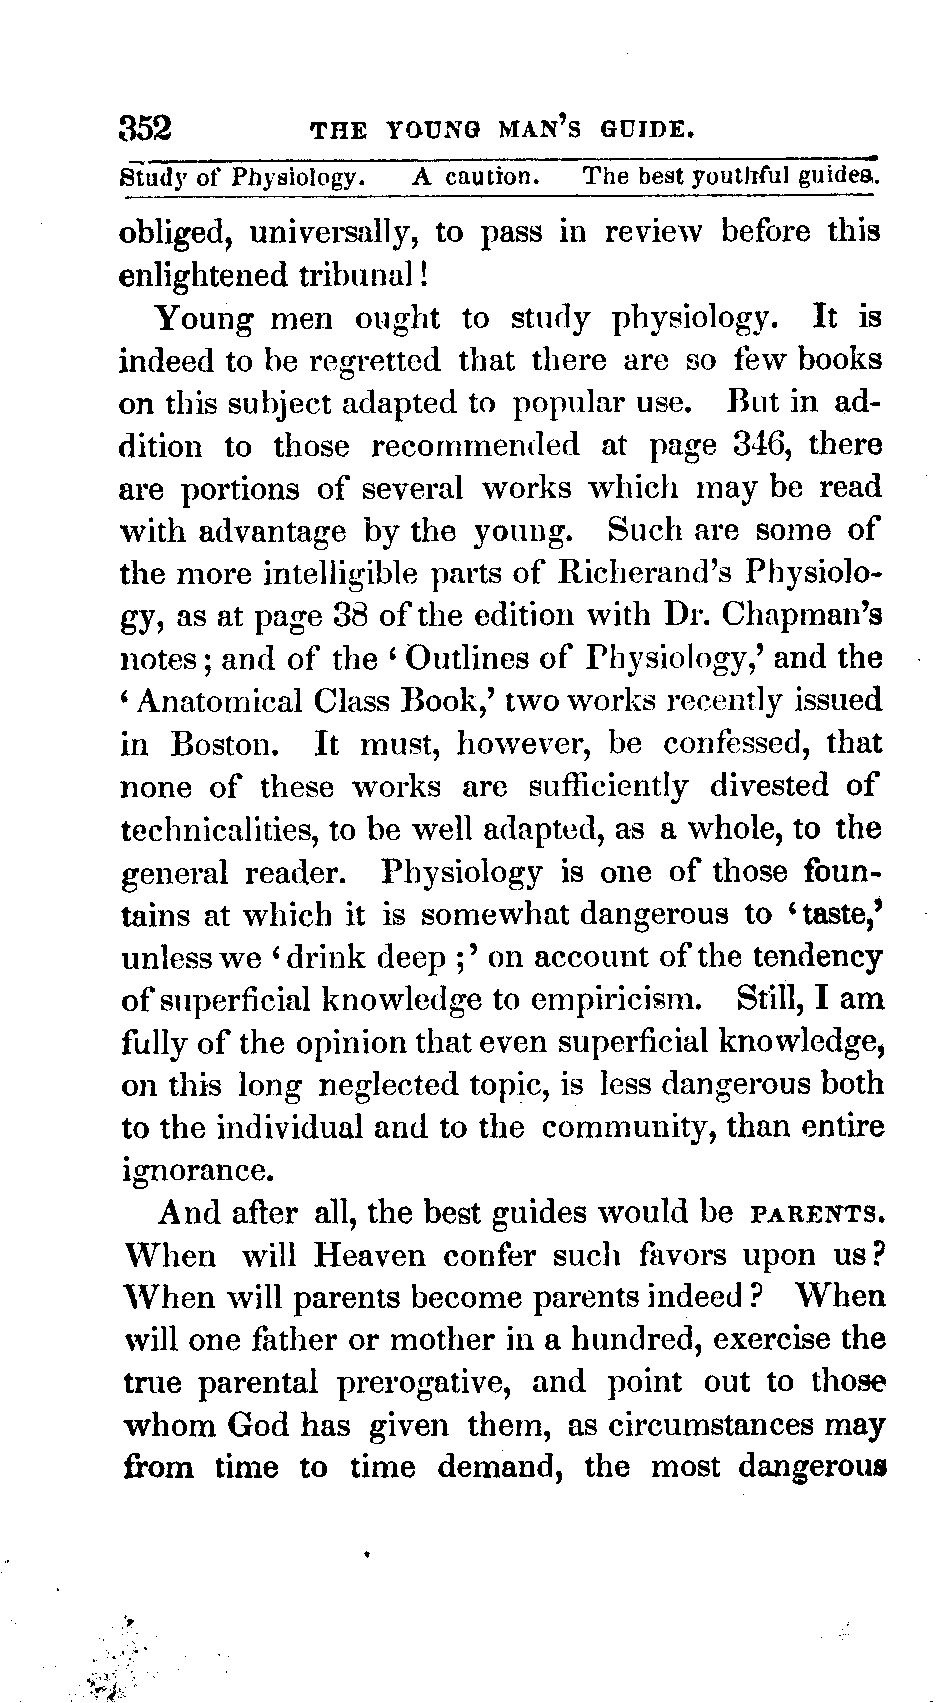 352 THE YOUNG MAN'S GUIDE.
Study of Physiology. A caution. The best youthful guides.
obliged, universally, to pass in review before this
enlightened tribunal!
Young men ought to study physiology. It is
indeed to be regretted that there are so few books
on this subject adapted to popular use. But in ad-
dition to those recommended at page 346, there
are portions of several works which may be read
with advantage by the young. Such are some of
the more intelligible parts of Richerand's Physiolo-
gy, as at page 38 of the edition with Dr. Chapman's
notes; and of the 'Outlines of Physiology,' and the
'Anatomical Class Book,' two works recently issued
in Boston. It must, however, be confessed, that
none of these works are sufficiently divested of
technicalities, to be well adapted, as a whole, to the
general reader. Physiology is one of those foun-
tains at which it is somewhat dangerous to 'taste,'
unless we 'drink deep;' on account of the tendency
of superficial knowledge to empiricism. Still, I am
fully of the opinion that even superficial knowledge,
on this long neglected topic, is less dangerous both
to the individual and to the community, than entire
ignorance.
And after all, the best guides would be PARENTS.
When will Heaven confer such favors upon us?
When will parents become parents indeed? When
will one father or mother in a hundred, exercise the
true parental prerogative, and point out to those
whom God has given them, as circumstances may
from time to time demand, the most dangerous